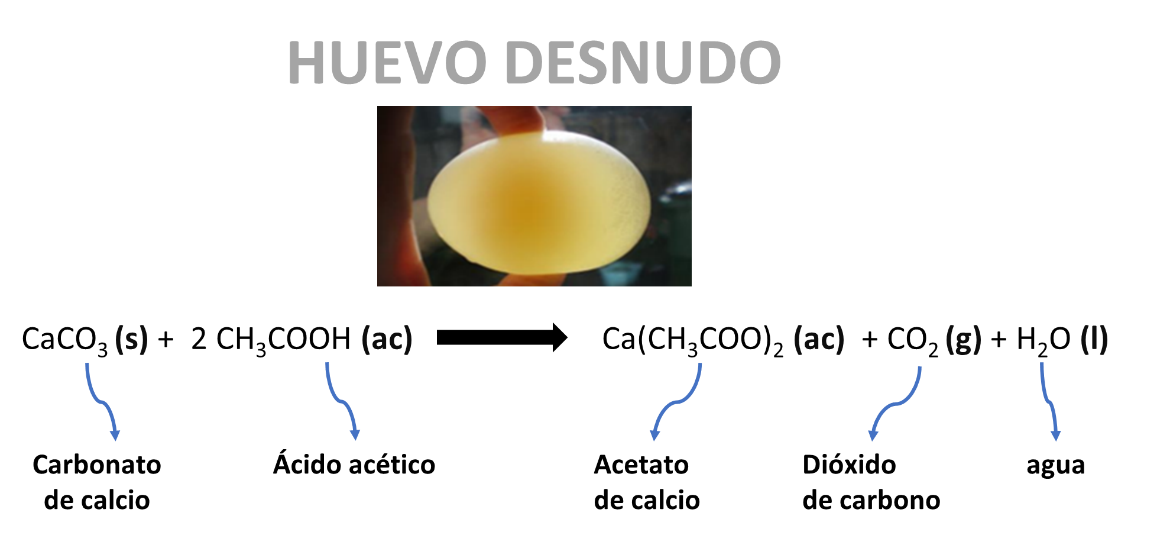 HUEVO DESNUDO
CaCO₃ (s) + 2 CH₃COOH (ac) Ca(CH₃COO)₂ (ac) + CO₂ (g) + H₂O (l)
Carbonato
de calcio
Ácido acético
Acetato
de calcio
Dióxido
de carbono
agua